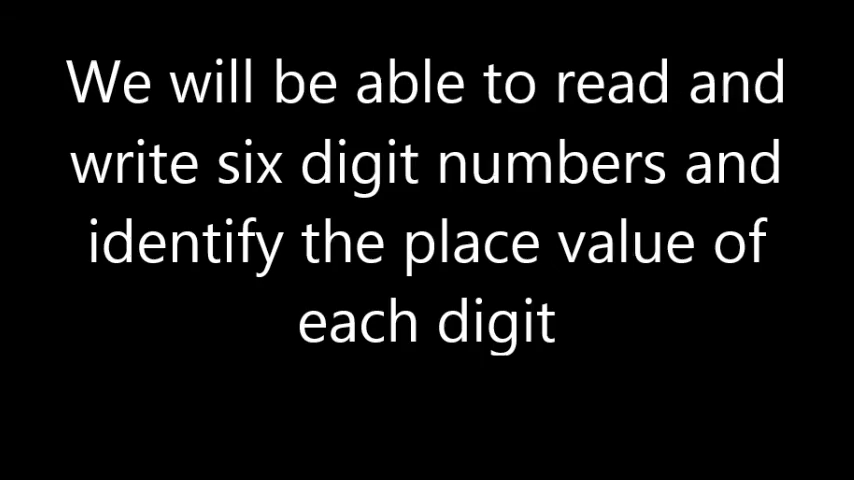 We will be able to read and
write six digit numbers and
identify the place value of
each digit